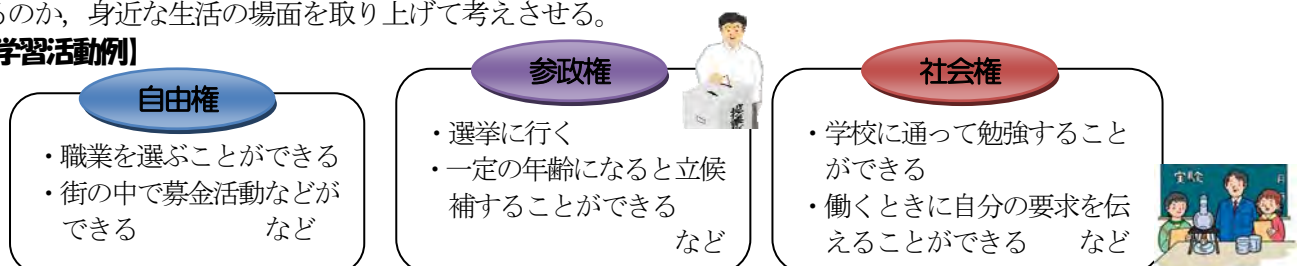 るのか，身近な生活の場面を取り上げて考えさせる。
学習活動例】
自由権
・職業を選ぶことができる
・街の中で募金活動などが
できる　　　　　など
参政権
・選挙に行く
・一定の年齢になると立候
補することができる
など
社会権
・学校に通って勉強すること
ができる
・働くときに自分の要求を伝
えることができる　　など
実験